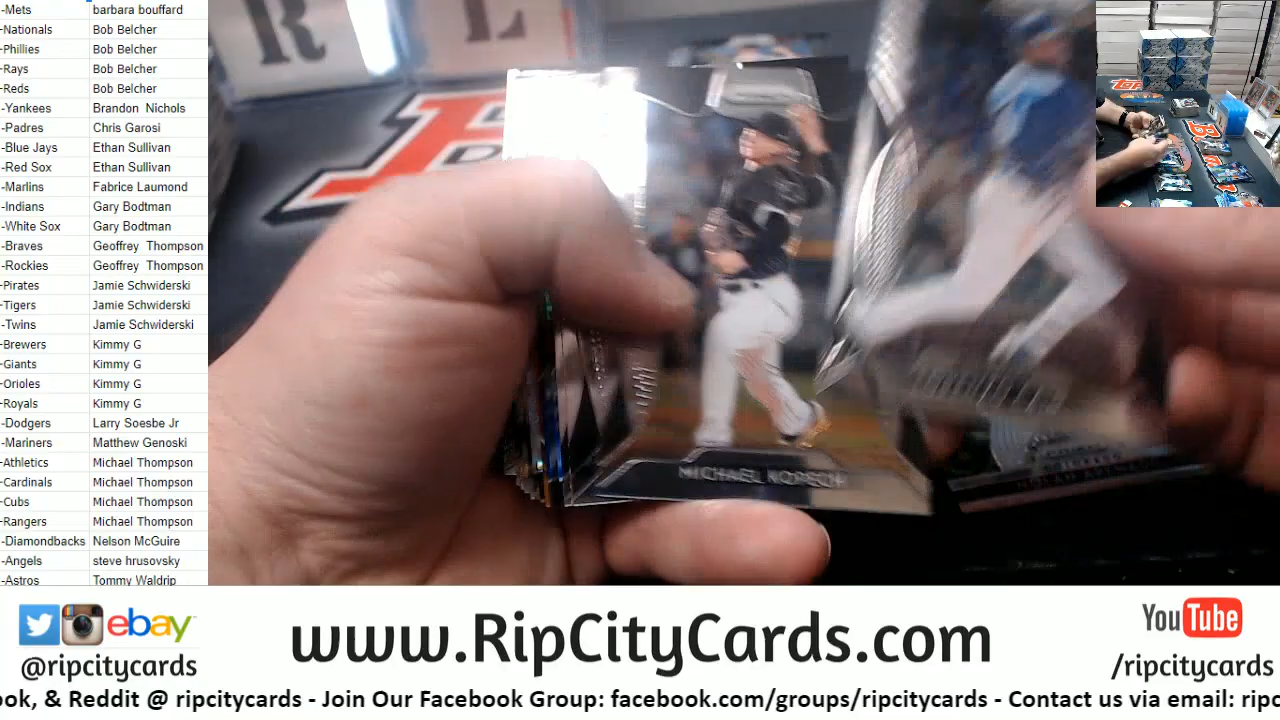 -Mets barbara bouffard
-Nationals Bob Belcher
-Phillies Bob Belcher
-Rays Bob Belcher
-Reds Bob Belcher
-Yankees Brandon Nichols
-Padres Chris Garosi
-Blue Jays Ethan Sullivan
-Red Sox Ethan Sullivan
-Marlins Fabrice Laumond
-Indians Gary Bodtman
-White Sox Gary Bodtman
-Braves Geoffrey Thompson
-Rockies Geoffrey Thompson
-Pirates Jamie Schwiderski
-Tigers Jamie Schwiderski
-Twins Jamie Schwiderski
-Brewers Kimmy G
-Giants Kimmy G
-Orioles Kimmy G
-Royals Kimmy G
-Dodgers Larry Soesbe Jr
-Mariners Matthew Genoski
-Athletics Michael Thompson
-Cardinals Michael Thompson
-Cubs Michael Thompson
-Rangers Michael Thompson
-Diamondbacks Nelson McGuire
-Angels steve hrusovsky
-Astros Tommy Waldrip
R L
MICHAEL KOPECH
ebay
@ripcitycards
www.RipCityCards.com
YouTube
/ripcitycards
ook, & Reddit @ ripcitycards - Join Our Facebook Group: facebook.com/groups/ripcitycards - Contact us via email: ripc